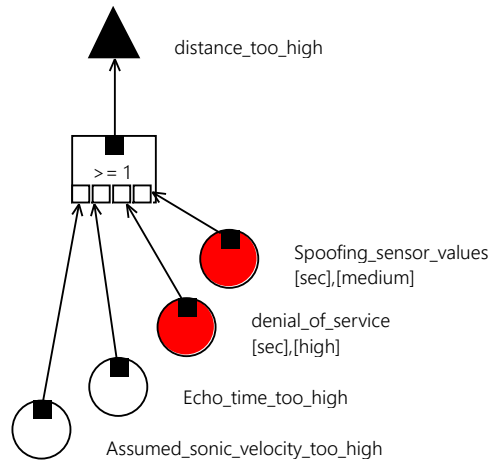 distance_too_high
>= 1
Spoofing_sensor_values
[sec],[medium]
denial_of_service
[sec],[high]
Echo_time_too_high
Assumed_sonic_velocity_too_high